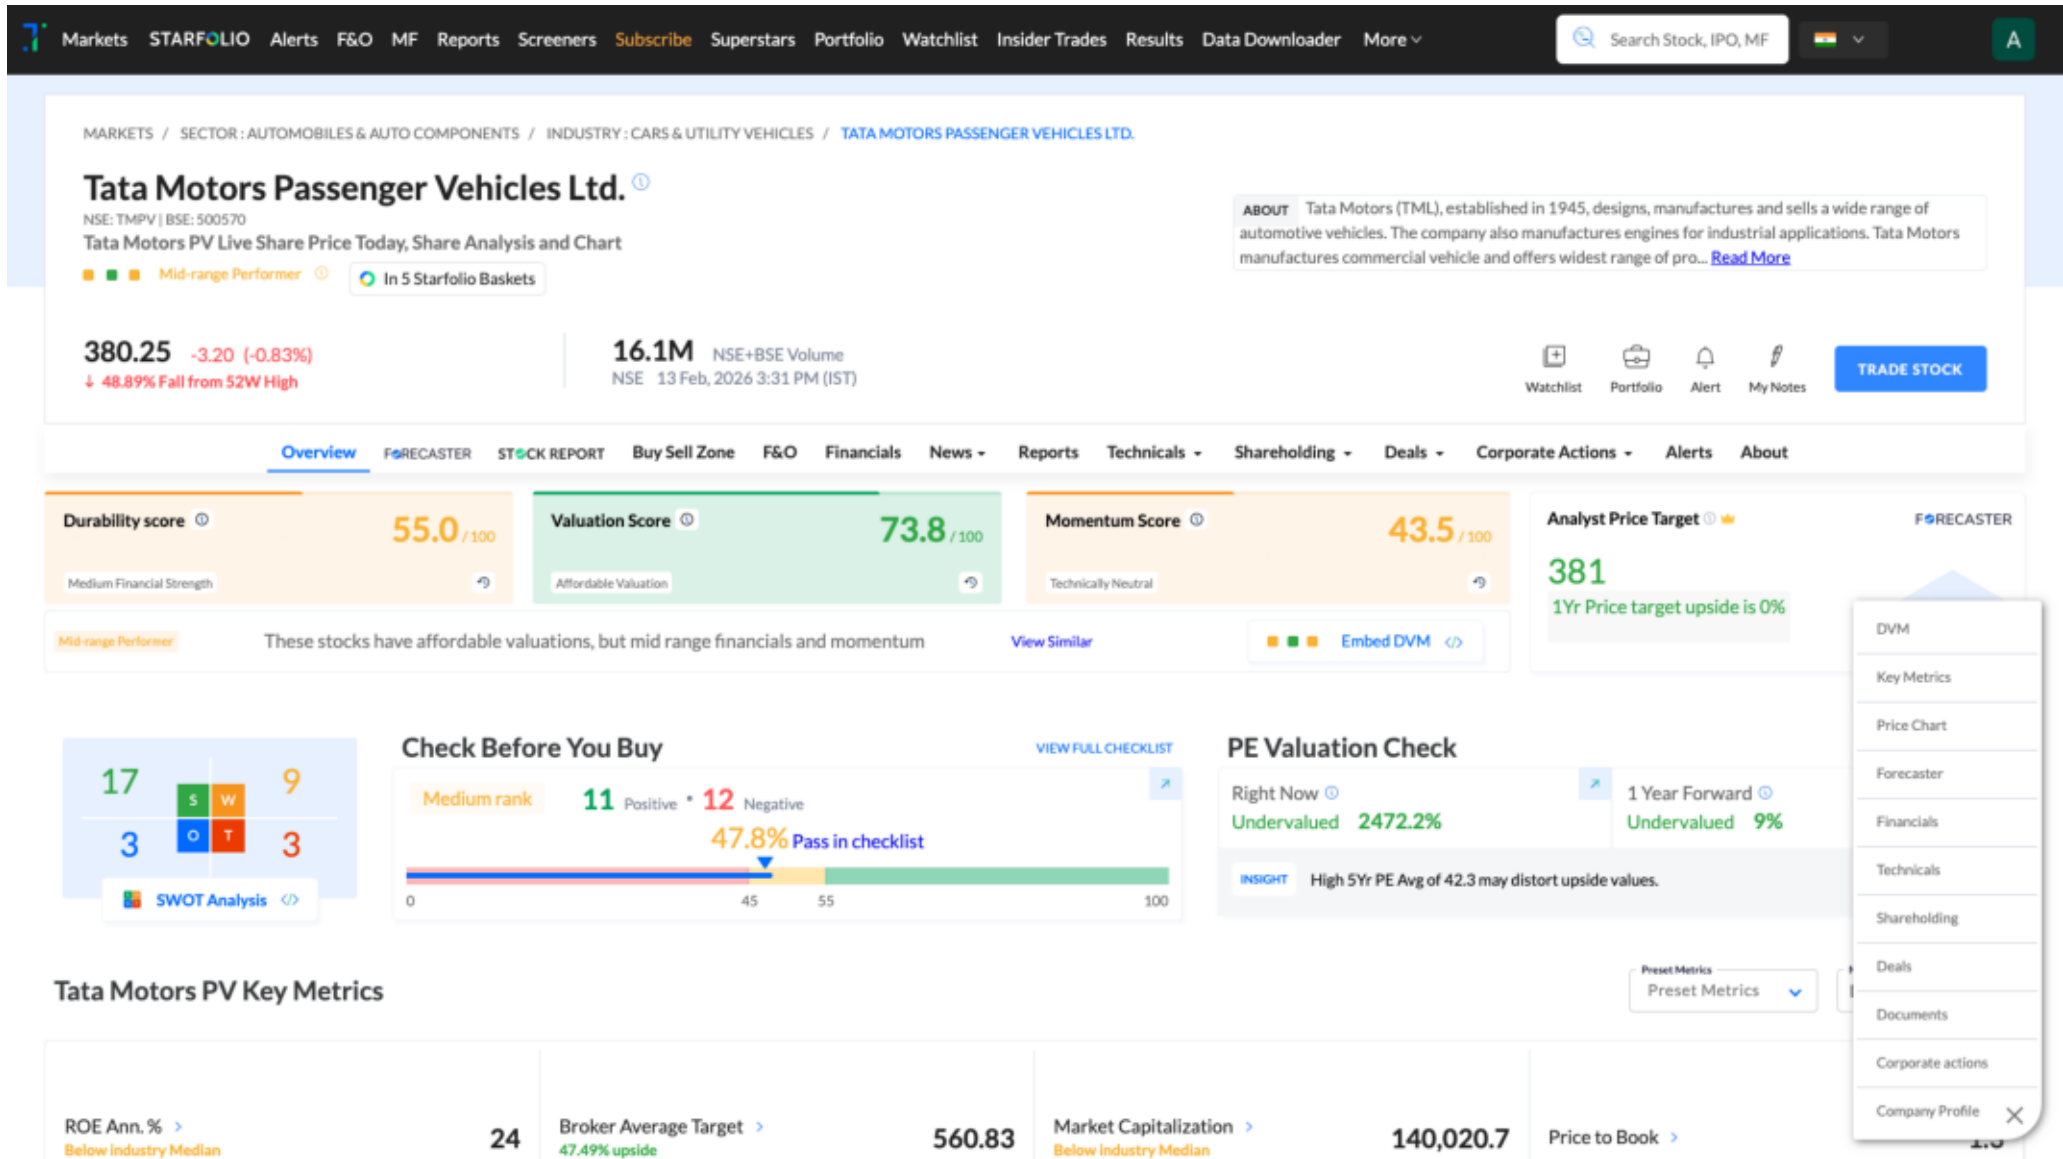 Markets STARFOLIO Alerts F&O MF Reports Screeners Subscribe Superstars Portfolio Watchlist Insider Trades Results Data Downloader More Search Stock, IPO, MF A
MARKETS / SECTOR : AUTOMOBILES & AUTO COMPONENTS / INDUSTRY : CARS & UTILITY VEHICLES / TATA MOTORS PASSENGER VEHICLES LTD.
Tata Motors Passenger Vehicles Ltd.
NSE: TMPV | BSE: 500570
Tata Motors PV Live Share Price Today, Share Analysis and Chart
Mid-range Performer In 5 Starfolio Baskets
ABOUT Tata Motors (TML), established in 1945, designs, manufactures and sells a wide range of
automotive vehicles. The company also manufactures engines for industrial applications. Tata Motors
manufactures commercial vehicle and offers widest range of pro... Read More
380.25 -3.20 (-0.83%)
↓ 48.89% Fall from 52W High
16.1M NSE+BSE Volume
NSE 13 Feb, 2026 3:31 PM (IST)
Watchlist Portfolio Alert My Notes TRADE STOCK
Overview FORECASTER STOCK REPORT Buy Sell Zone F&O Financials News Reports Technicals Shareholding Deals Corporate Actions Alerts About
Durability score 55.0 / 100
Medium Financial Strength
Valuation Score 73.8 / 100
Affordable Valuation
Momentum Score 43.5 / 100
Technically Neutral
Analyst Price Target FORECASTER
381
1Yr Price target upside is 0%
Mid-range Performer These stocks have affordable valuations, but mid range financials and momentum View Similar Embed DVM </>
17 9
S W
O T
3 3
SWOT Analysis </>
Check Before You Buy VIEW FULL CHECKLIST
Medium rank 11 Positive • 12 Negative
47.8% Pass in checklist
0 45 55 100
PE Valuation Check
Right Now
Undervalued 2472.2%
1 Year Forward
Undervalued 9%
INSIGHT High 5Yr PE Avg of 42.3 may distort upside values.
DVM
Key Metrics
Price Chart
Forecaster
Financials
Technicals
Shareholding
Deals
Documents
Corporate actions
Company Profile
Tata Motors PV Key Metrics
Preset Metrics
Preset Metrics
ROE Ann. % 24
Below industry Median
Broker Average Target 560.83
47.49% upside
Market Capitalization 140,020.7
Below industry Median
Price to Book